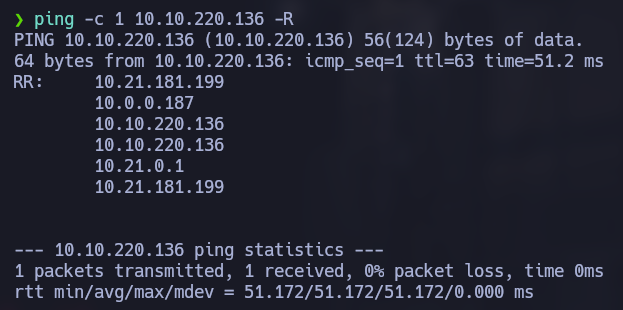 ❯ ping -c 1 10.10.220.136 -R
PING 10.10.220.136 (10.10.220.136) 56(124) bytes of data.
64 bytes from 10.10.220.136: icmp_seq=1 ttl=63 time=51.2 ms
RR:     10.21.181.199
        10.0.0.187
        10.10.220.136
        10.10.220.136
        10.21.0.1
        10.21.181.199
--- 10.10.220.136 ping statistics ---
1 packets transmitted, 1 received, 0% packet loss, time 0ms
rtt min/avg/max/mdev = 51.172/51.172/51.172/0.000 ms